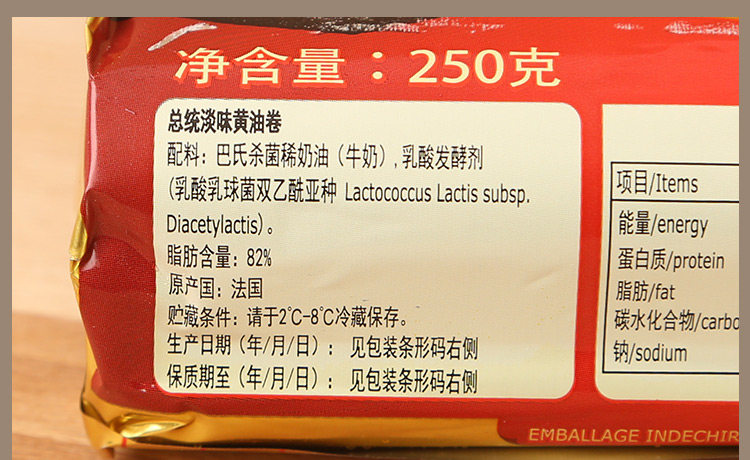 净含量：250克
总统淡味黄油卷
配料：巴氏杀菌稀奶油（牛奶）,乳酸发酵剂
（乳酸乳球菌双乙酰亚种 Lactococcus Lactis subsp.
Diacetylactis）。
脂肪含量：82%
原产国：法国
贮藏条件：请于2℃-8℃冷藏保存。
生产日期（年/月/日）： 见包装条形码右侧
保质期至（年/月/日）： 见包装条形码右侧
项目/Items
能量/energy
蛋白质/protein
脂肪/fat
碳水化合物/carbo
钠/sodium
EMBALLAGE INDECHIR